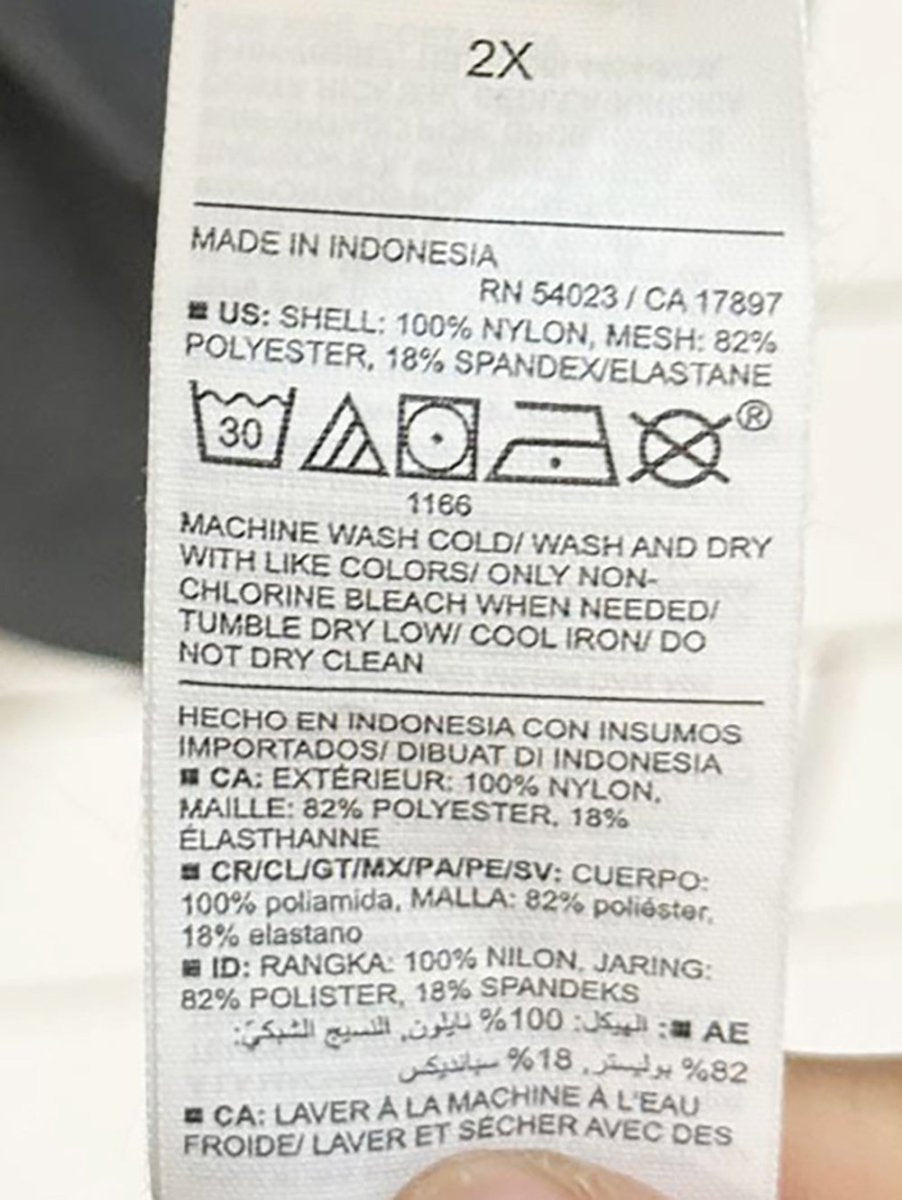 2X
MADE IN INDONESIA
RN 54023 / CA 17897
US: SHELL: 100% NYLON, MESH: 82%
POLYESTER, 18% SPANDEX/ELASTANE
30
®
1166
MACHINE WASH COLD/ WASH AND DRY
WITH LIKE COLORS/ ONLY NON-
CHLORINE BLEACH WHEN NEEDED/
TUMBLE DRY LOW/ COOL IRON/ DO
NOT DRY CLEAN
HECHO EN INDONESIA CON INSUMOS
IMPORTADOS/ DIBUAT DI INDONESIA
CA: EXTÉRIEUR: 100% NYLON,
MAILLE: 82% POLYESTER, 18%
ÉLASTHANNE
CR/CL/GT/MX/PA/PE/SV: CUERPO:
100% poliamida, MALLA: 82% poliéster,
18% elastano
ID: RANGKA: 100% NILON, JARING:
82% POLISTER, 18% SPANDEKS
AE: الهيكل: 100% نايلون, النسيج الشبكيّ:
82% بوليستر, 18% سبانديكس
CA: LAVER À LA MACHINE À L'EAU
FROIDE/ LAVER ET SÉCHER AVEC DES